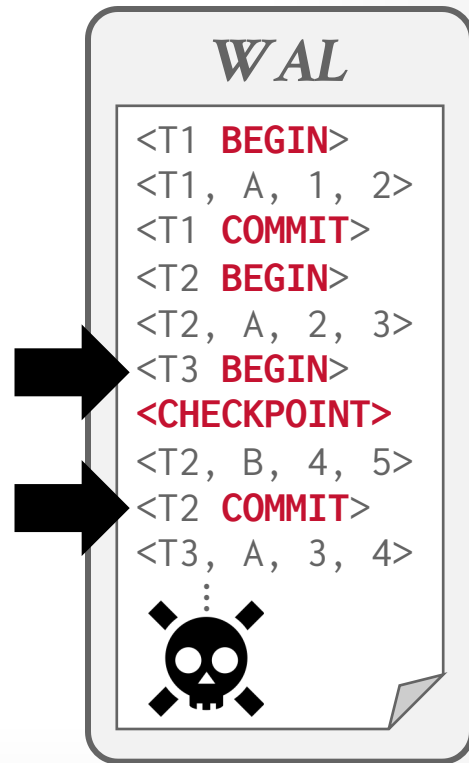 WAL
<T1 BEGIN>
<T1, A, 1, 2>
<T1 COMMIT>
<T2 BEGIN>
<T2, A, 2, 3>
<T3 BEGIN>
<CHECKPOINT>
<T2, B, 4, 5>
<T2 COMMIT>
<T3, A, 3, 4>
⋮